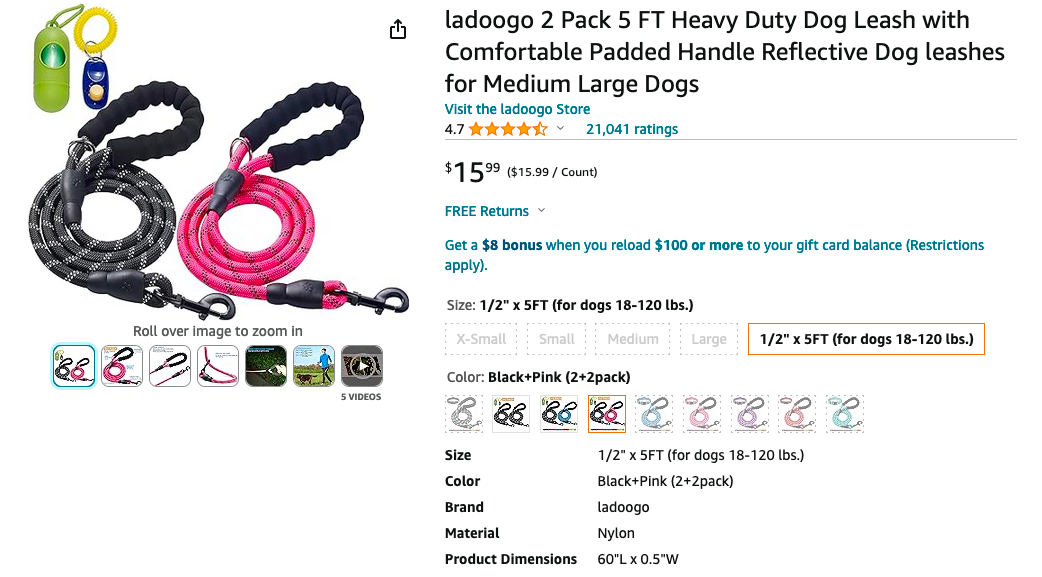 ladoogo 2 Pack 5 FT Heavy Duty Dog Leash with
Comfortable Padded Handle Reflective Dog leashes
for Medium Large Dogs
Visit the ladoogo Store
4.7 21,041 ratings
$15 99 ($15.99 / Count)
FREE Returns
Get a $8 bonus when you reload $100 or more to your gift card balance (Restrictions
apply).
Roll over image to zoom in
5 VIDEOS
Size: 1/2" x 5FT (for dogs 18-120 lbs.)
X-Small Small Medium Large 1/2" x 5FT (for dogs 18-120 lbs.)
Color: Black+Pink (2+2pack)
Size 1/2" x 5FT (for dogs 18-120 lbs.)
Color Black+Pink (2+2pack)
Brand ladoogo
Material Nylon
Product Dimensions 60"L x 0.5"W